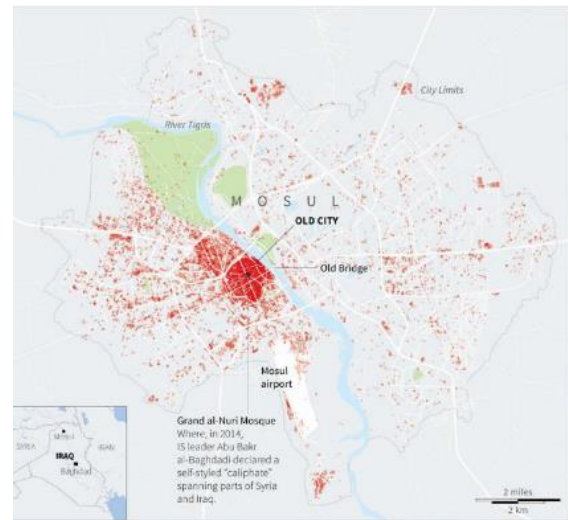 River Tigris
City Limits
MOSUL
OLD CITY
Old Bridge
Mosul
airport
Grand al-Nuri Mosque
Where, in 2014,
IS leader Abu Bakr
al-Baghdadi declared a
self-styled "caliphate"
spanning parts of Syria
and Iraq.
Mosul
SYRIA
IRAN
IRAQ
Baghdad
2 miles
2 km